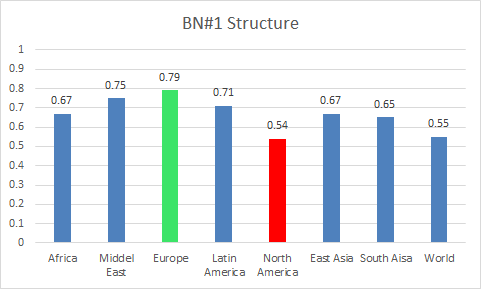 BN#1 Structure
1
0.9
0.8
0.7
0.6
0.5
0.4
0.3
0.2
0.1
0
0.67
0.75
0.79
0.71
0.54
0.67
0.65
0.55
Africa
Middel
East
Europe
Latin
America
North
America
East Asia
South Aisa
World